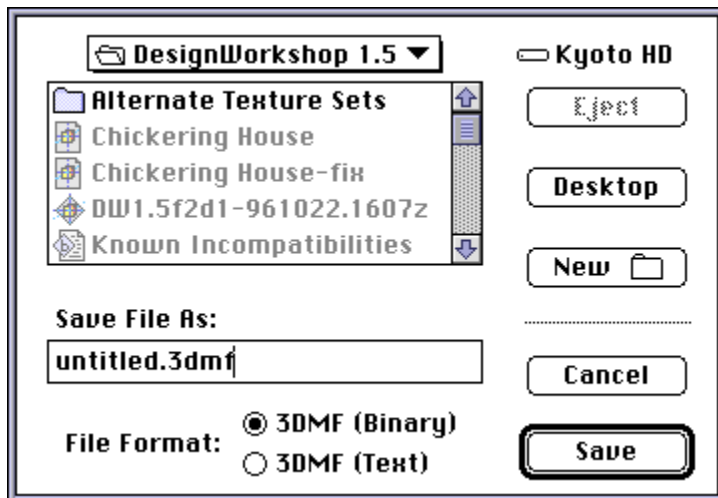 DesignWorkshop 1.5
Kyoto HD
Alternate Texture Sets
Chickering House
Chickering House-fix
DW1.5f2d1-961022.1607z
Known Incompatibilities
Eject
Desktop
New
Save File As:
untitled.3dmf
Cancel
File Format:
3DMF (Binary)
3DMF (Text)
Save